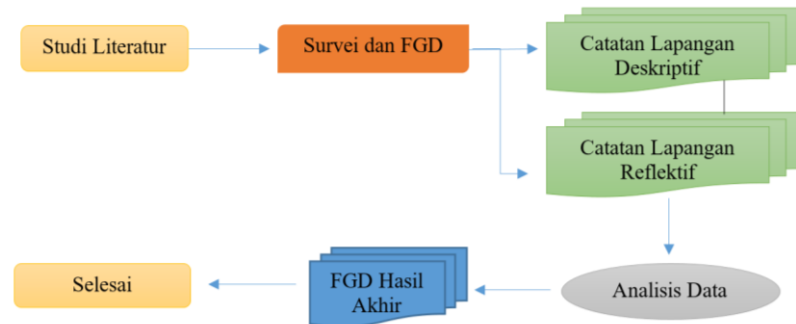 Studi Literatur
Survei dan FGD
Catatan Lapangan
Deskriptif
Catatan Lapangan
Reflektif
Analisis Data
FGD Hasil
Akhir
Selesai